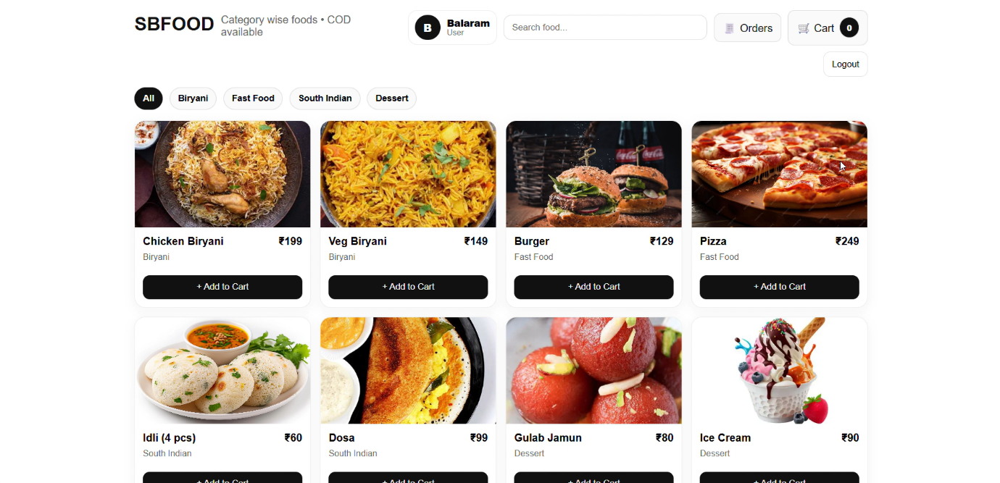 SBFOOD
Category wise foods • COD
available
B
Balaram
User
Search food...
Orders
Cart 0
Logout
All
Biryani
Fast Food
South Indian
Dessert
Coca-Cola
Chicken Biryani ₹199
Biryani
+ Add to Cart
Veg Biryani ₹149
Biryani
+ Add to Cart
Burger ₹129
Fast Food
+ Add to Cart
Pizza ₹249
Fast Food
+ Add to Cart
Idli (4 pcs) ₹60
South Indian
+ Add to Cart
Dosa ₹99
South Indian
+ Add to Cart
Gulab Jamun ₹80
Dessert
+ Add to Cart
Ice Cream ₹90
Dessert
+ Add to Cart